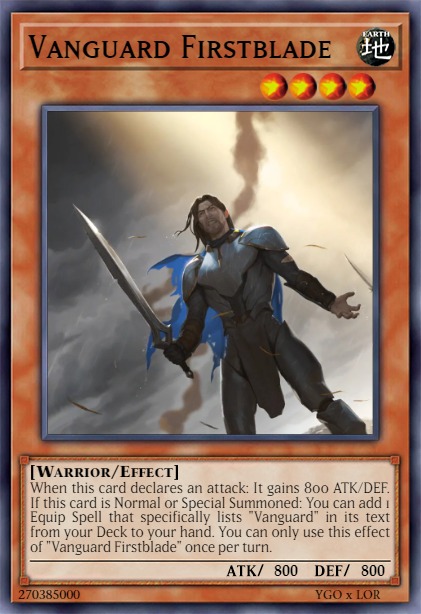 VANGUARD FIRSTBLADE
EARTH
地
[WARRIOR/EFFECT]
When this card declares an attack: It gains 800 ATK/DEF.
If this card is Normal or Special Summoned: You can add 1
Equip Spell that specifically lists "Vanguard" in its text
from your Deck to your hand. You can only use this effect
of "Vanguard Firstblade" once per turn.
ATK/ 800 DEF/ 800
270385000 YGO x LOR